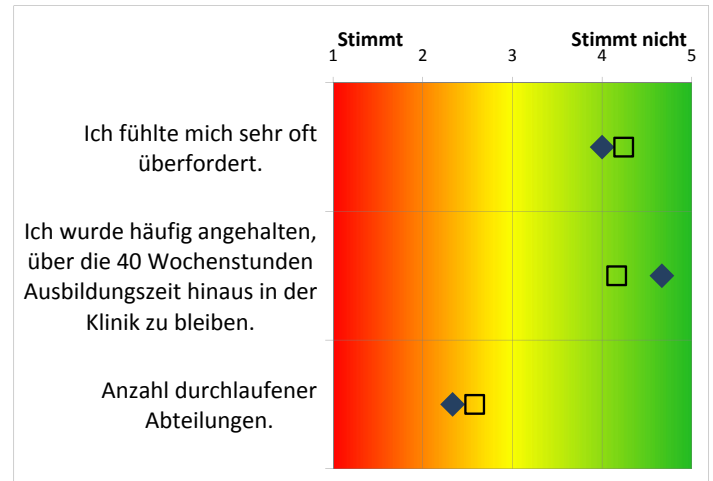 Stimmt Stimmt nicht
1 2 3 4 5
Ich fühlte mich sehr oft
überfordert.
Ich wurde häufig angehalten,
über die 40 Wochenstunden
Ausbildungszeit hinaus in der
Klinik zu bleiben.
Anzahl durchlaufener
Abteilungen.